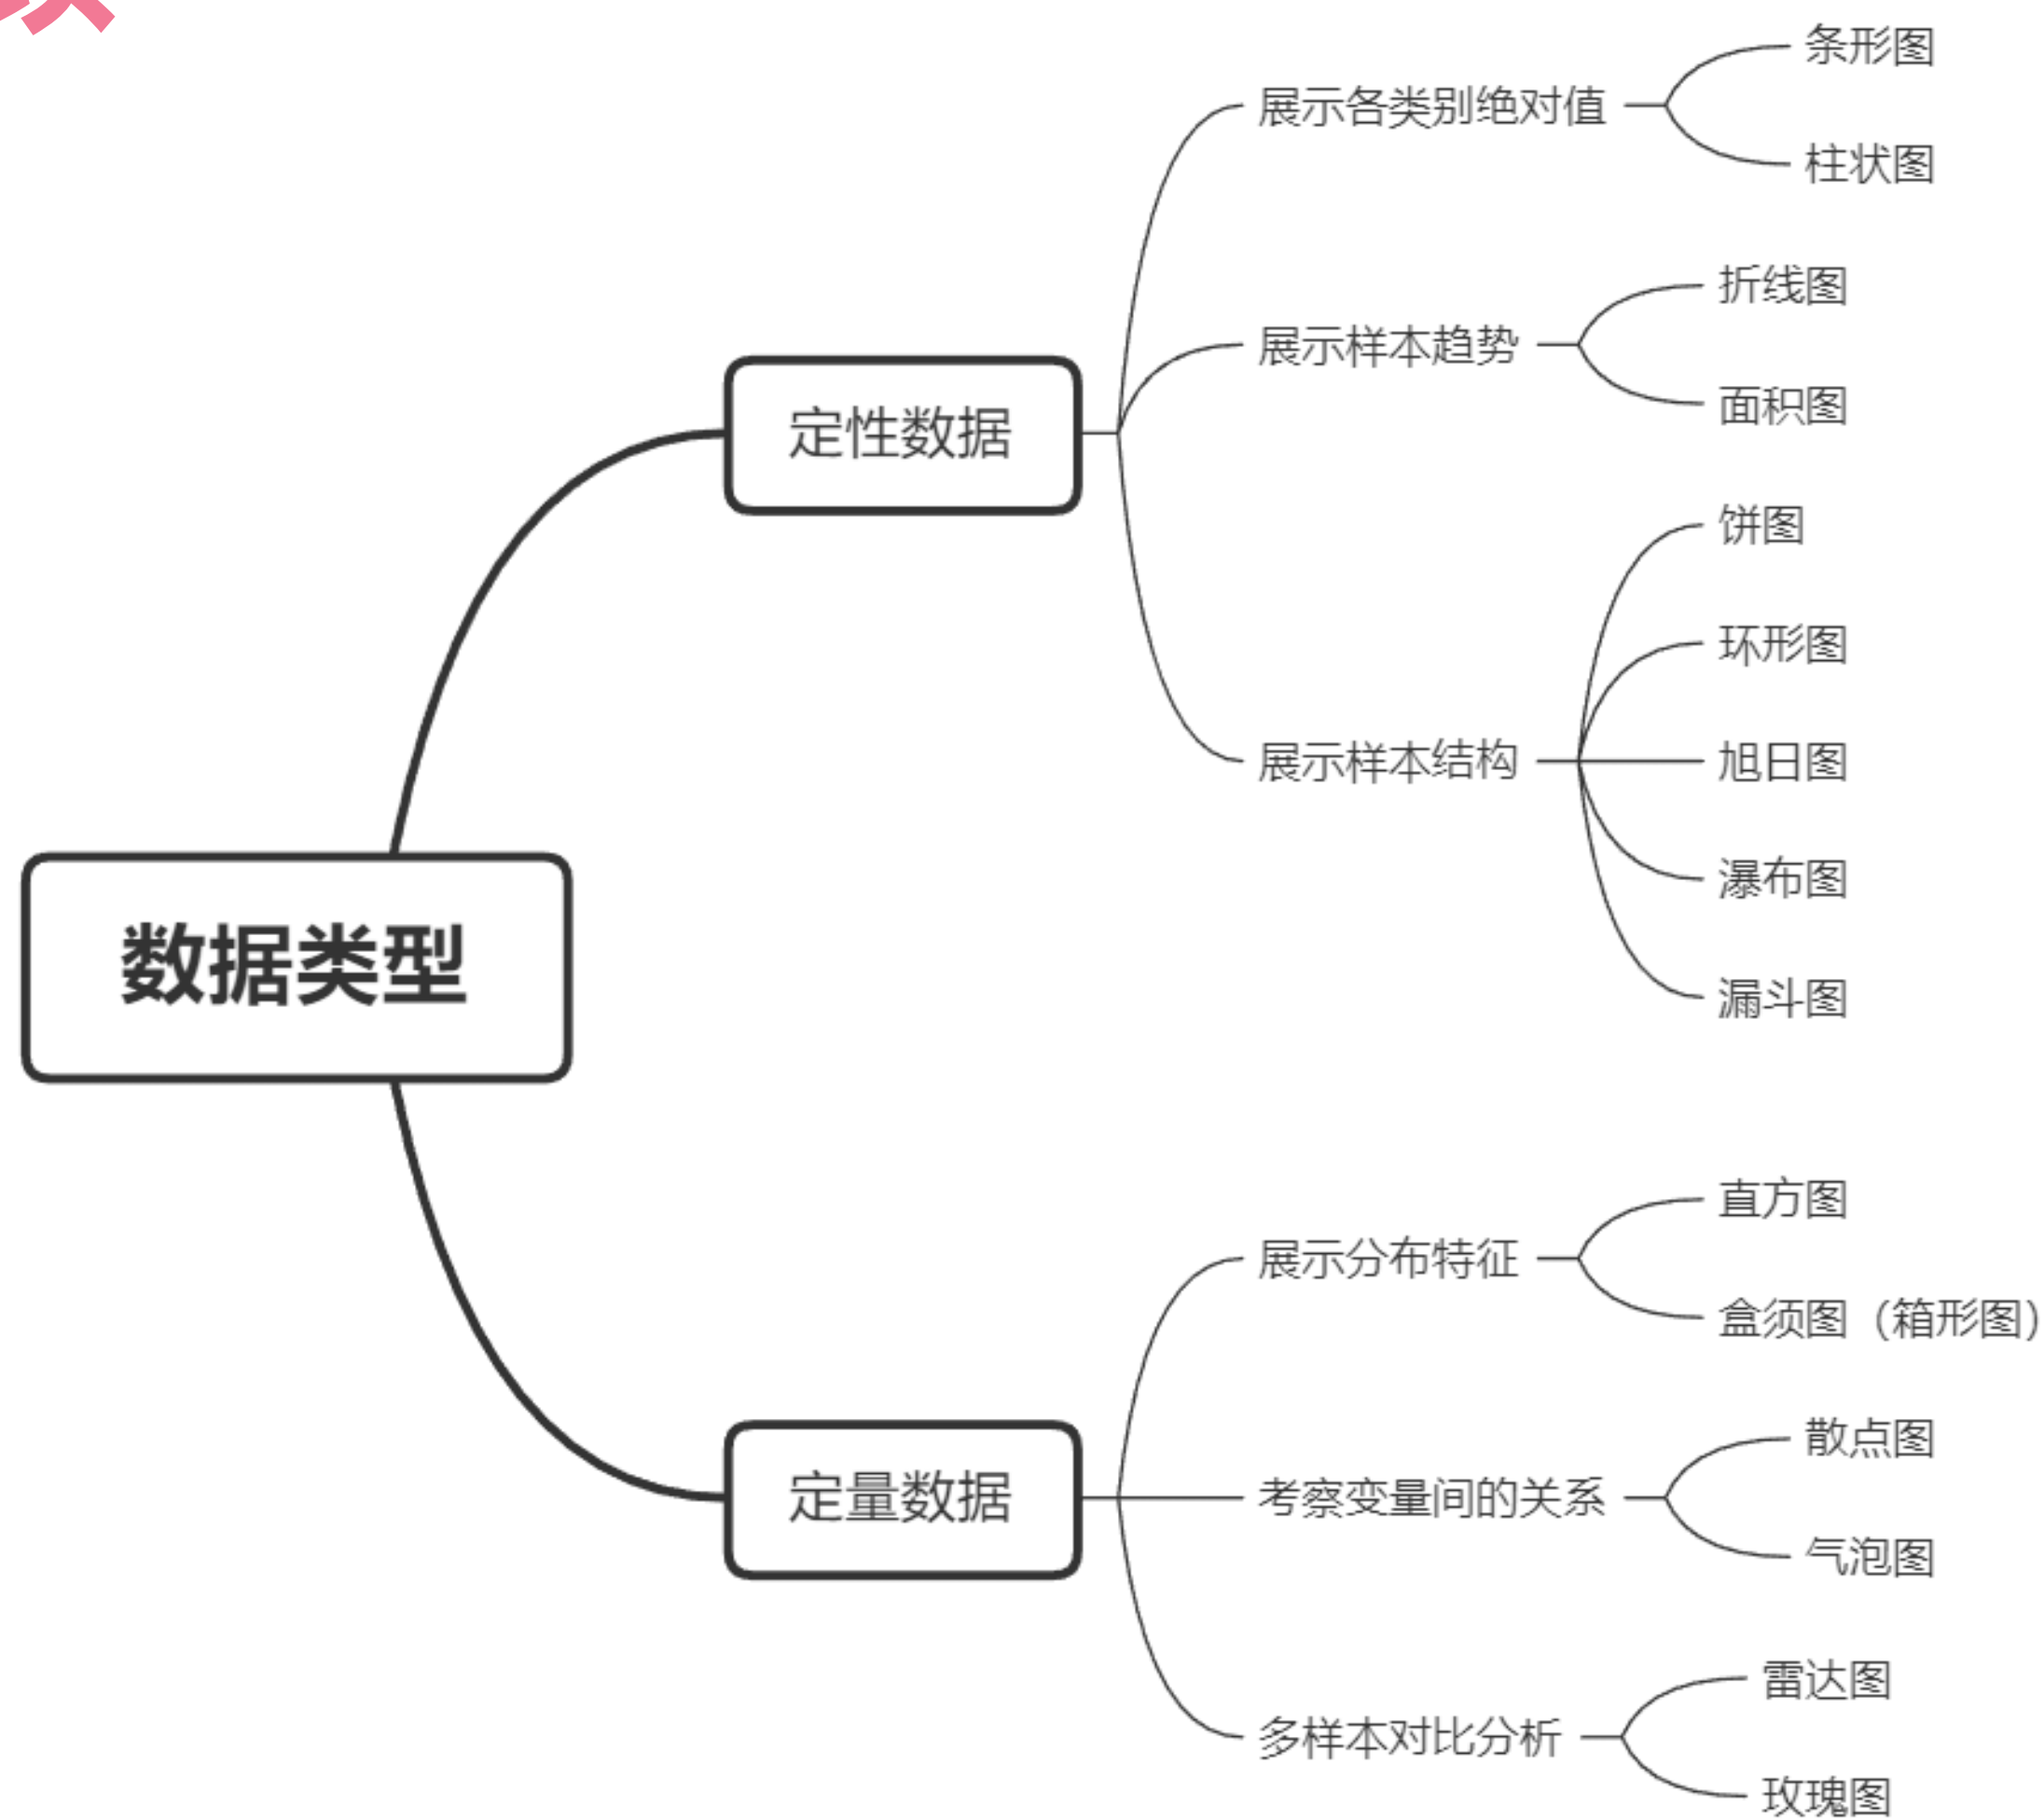 条形图
展示各类别绝对值
柱状图
折线图
展示样本趋势
面积图
定性数据
饼图
环形图
展示样本结构
旭日图
瀑布图
漏斗图
数据类型
直方图
展示分布特征
盒须图（箱形图）
散点图
定量数据
考察变量间的关系
气泡图
雷达图
多样本对比分析
玫瑰图